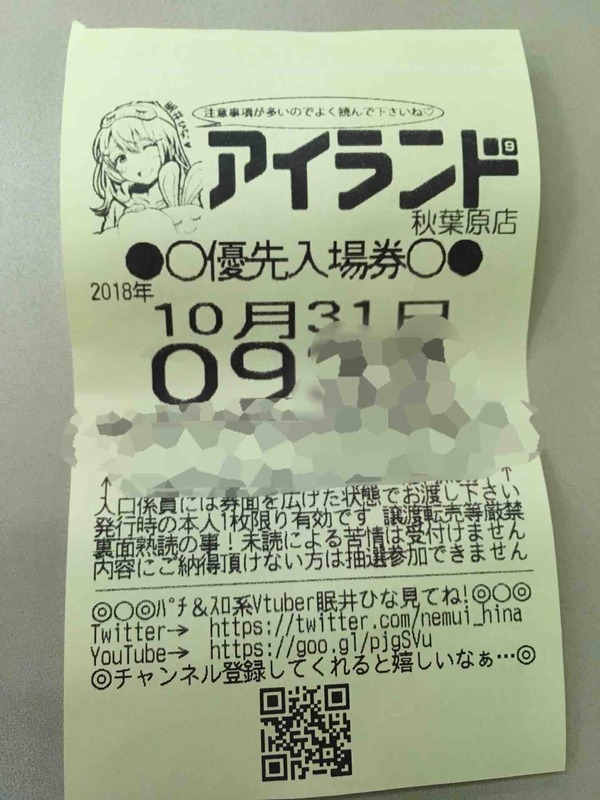 眠井ひな
注意事項が多いのでよく読んで下さいね♡
アイランド
秋葉原店
●○優先入場券○●
2018年
10月31日
09
↑ ↑
入口係員には券面を広げた状態でお渡し下さい
発行時の本人1枚限り有効です 譲渡転売等厳禁
裏面熟読の事！未読による苦情は受付けません
内容にご納得頂けない方は抽選参加できません
◎○◎ﾊﾟﾁ&ｽﾛ系Vtuber眠井ひな見てね!◎○◎
Twitter→ https://twitter.com/nemui_hina
YouTube→ https://goo.gl/pjgSVu
◎チャンネル登録してくれると嬉しいなぁ…◎